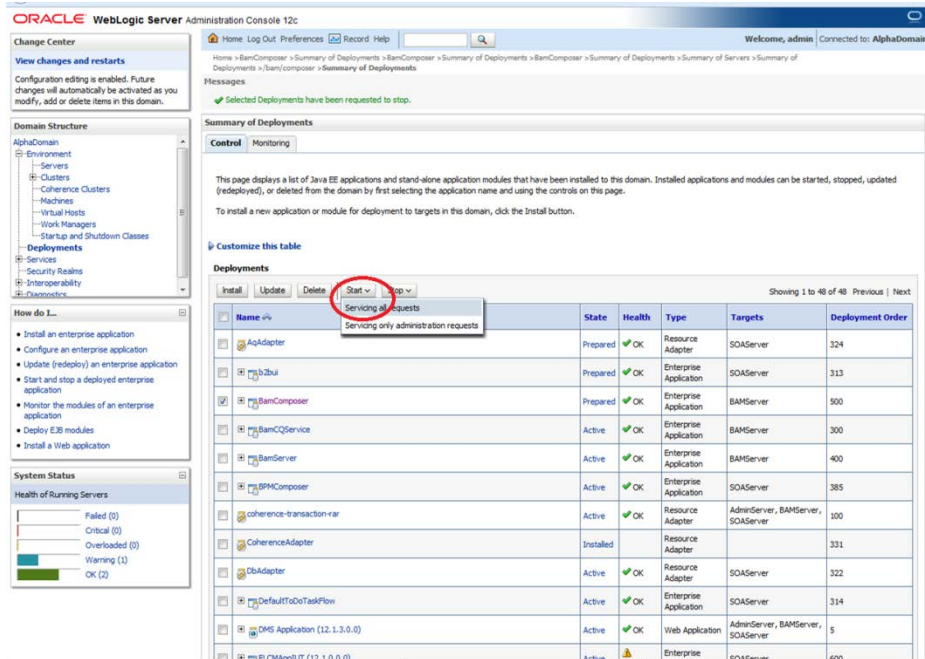 ORACLE WebLogic Server Administration Console 12c
Change Center
View changes and restarts
Configuration editing is enabled. Future
changes will automatically be activated as you
modify, add or delete items in this domain.
Domain Structure
AlphaDomain
Environment
Servers
Clusters
Coherence Clusters
Machines
Virtual Hosts
Work Managers
Startup and Shutdown Classes
Deployments
Services
Security Realms
Interoperability
Diagnostics
How do I...
Install an enterprise application
Configure an enterprise application
Update (redeploy) an enterprise application
Start and stop a deployed enterprise
application
Monitor the modules of an enterprise
application
Deploy EJB modules
Install a Web application
System Status
Health of Running Servers
Failed (0)
Critical (0)
Overloaded (0)
Warning (1)
OK (2)
Home Log Out Preferences Record Help
Welcome, admin Connected to: AlphaDomain
Home >BamComposer >Summary of Deployments >BamComposer >Summary of Deployments >BamComposer >Summary of Deployments >Summary of Servers >Summary of
Deployments >/bam/composer >Summary of Deployments
Messages
Selected Deployments have been requested to stop.
Summary of Deployments
Control Monitoring
This page displays a list of Java EE applications and stand-alone application modules that have been installed to this domain. Installed applications and modules can be started, stopped, updated
(redeployed), or deleted from the domain by first selecting the application name and using the controls on this page.
To install a new application or module for deployment to targets in this domain, click the Install button.
Customize this table
Deployments
Install Update Delete Start Stop Showing 1 to 48 of 48 Previous | Next
Servicing all requests
Servicing only administration requests
Name State Health Type Targets Deployment Order
AqAdapter Prepared OK Resource Adapter SOAServer 324
b2bui Prepared OK Enterprise Application SOAServer 313
BamComposer Prepared OK Enterprise Application BAMServer 500
BamCQService Active OK Enterprise Application BAMServer 300
BamServer Active OK Enterprise Application BAMServer 400
BPMComposer Active OK Enterprise Application SOAServer 385
coherence-transaction-rar Active OK Resource Adapter AdminServer, BAMServer, SOAServer 100
CoherenceAdapter Installed Resource Adapter 331
DbAdapter Active OK Resource Adapter SOAServer 322
DefaultToDoTaskFlow Active OK Enterprise Application SOAServer 314
DMS Application (12.1.3.0.0) Active OK Web Application AdminServer, BAMServer, SOAServer 5
Active Enterprise SOAServer 600